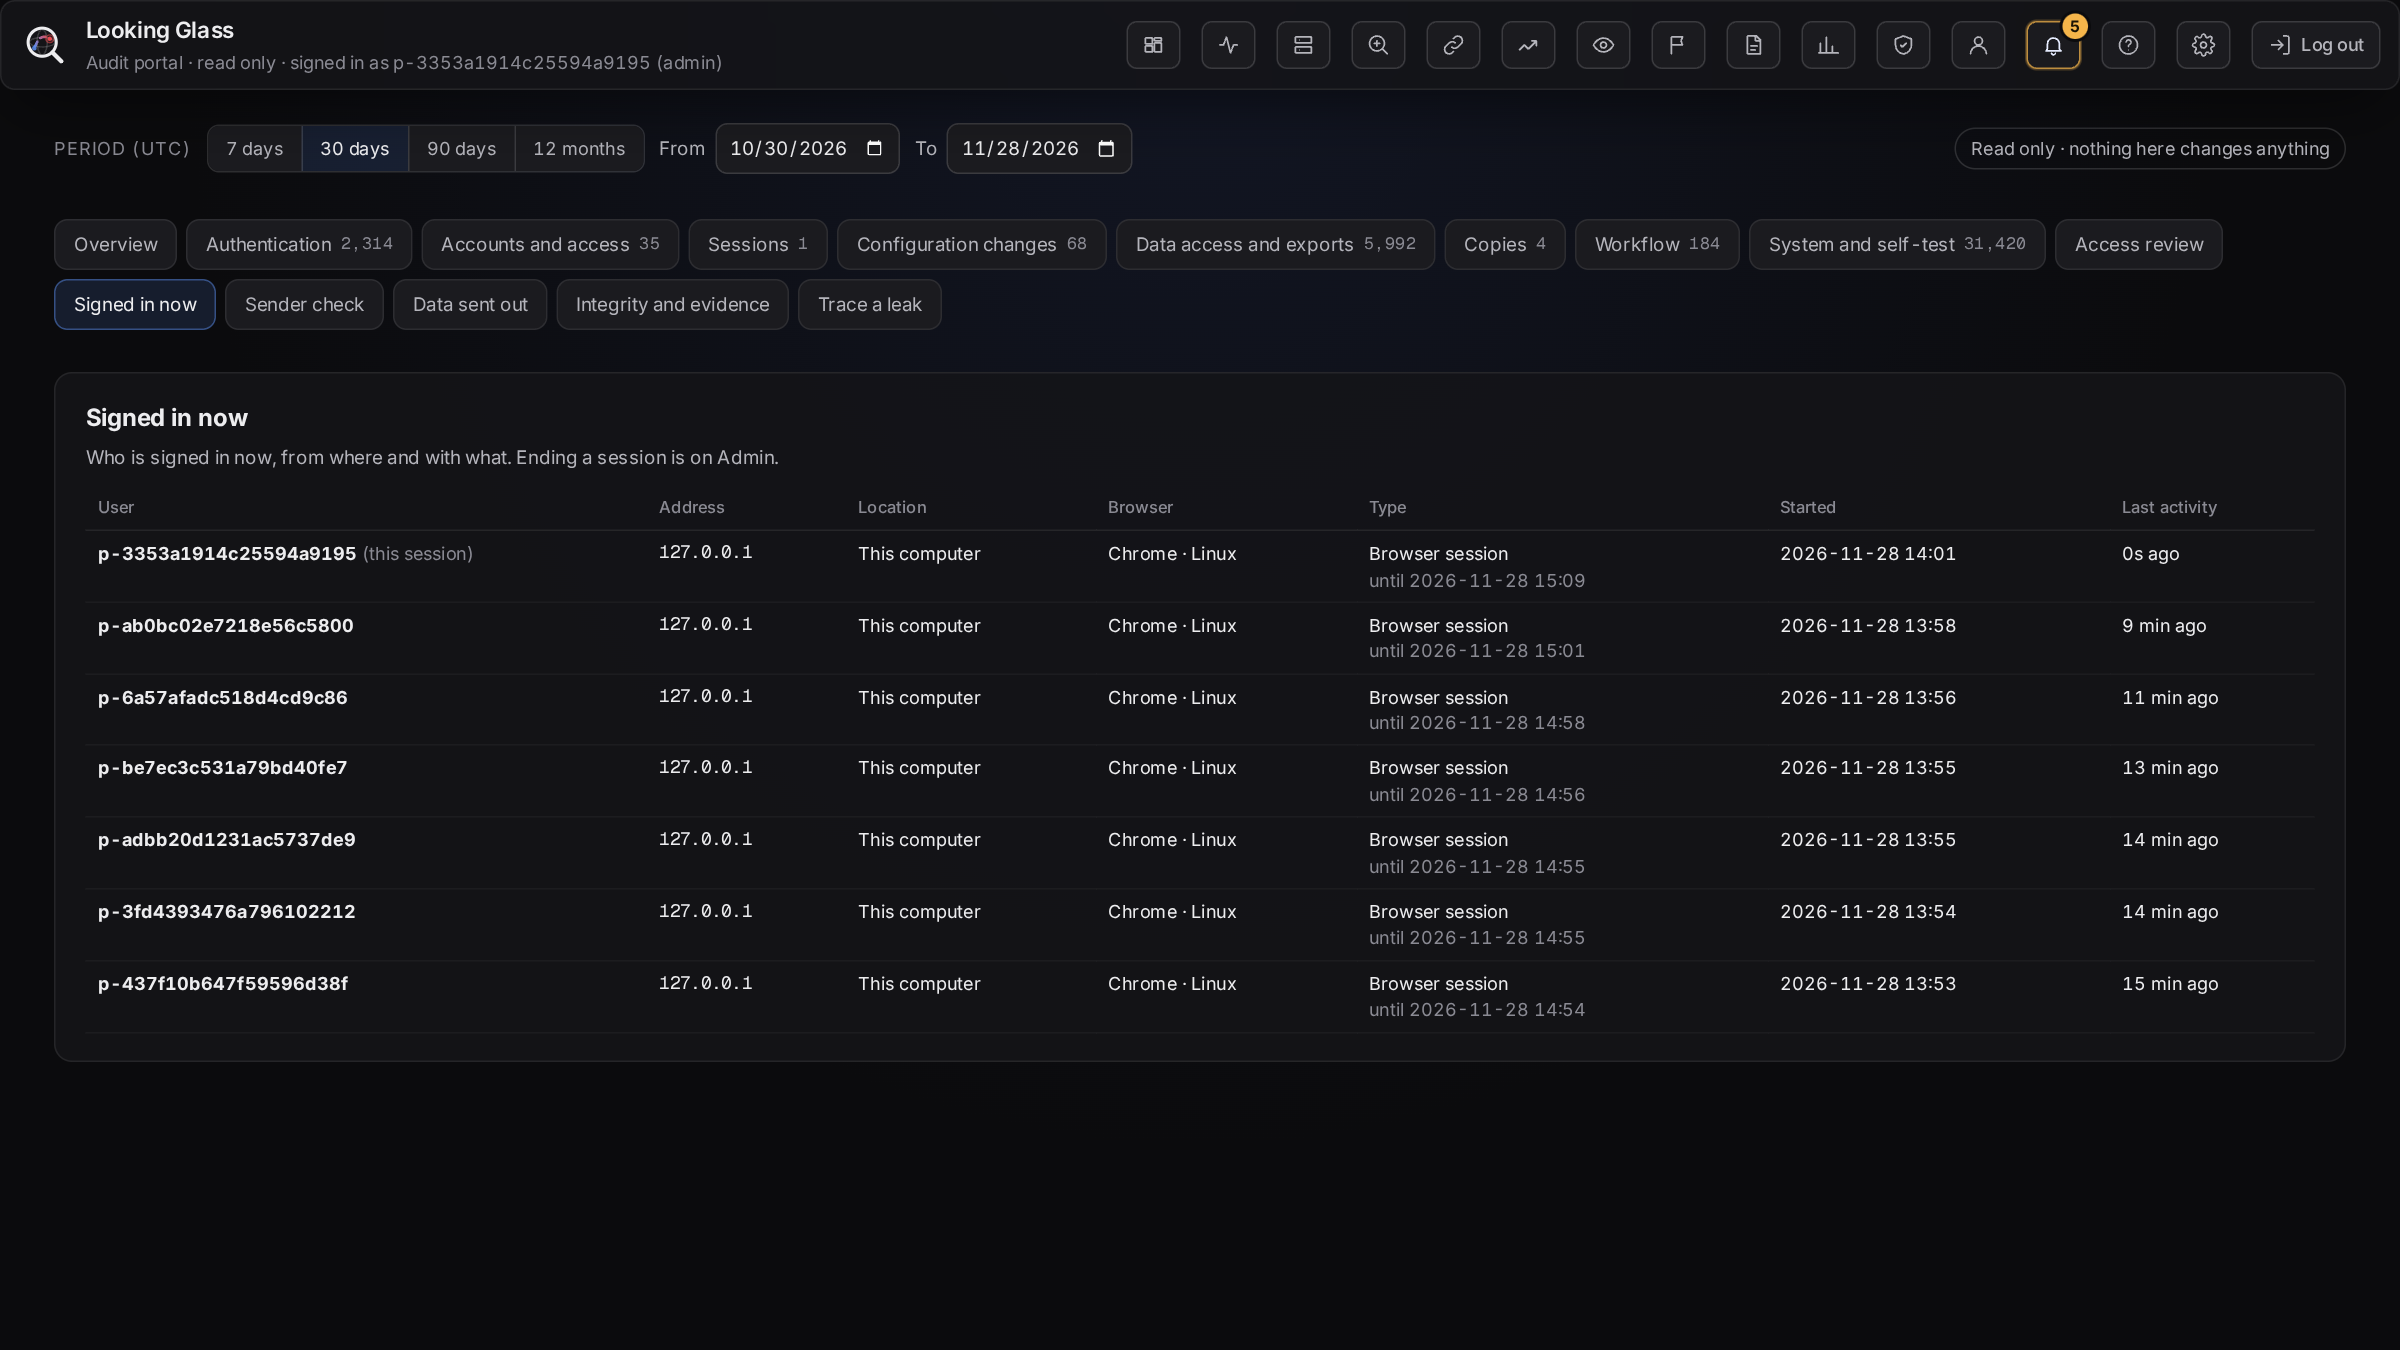 Looking Glass
Audit portal · read only · signed in as p-3353a1914c25594a9195 (admin)
5
Log out
PERIOD (UTC) 7 days 30 days 90 days 12 months From 10/30/2026 To 11/28/2026 Read only · nothing here changes anything
Overview Authentication 2,314 Accounts and access 35 Sessions 1 Configuration changes 68 Data access and exports 5,992 Copies 4 Workflow 184 System and self-test 31,420 Access review
Signed in now Sender check Data sent out Integrity and evidence Trace a leak
Signed in now
Who is signed in now, from where and with what. Ending a session is on Admin.
User Address Location Browser Type Started Last activity
p-3353a1914c25594a9195 (this session) 127.0.0.1 This computer Chrome · Linux Browser session 2026-11-28 14:01 0s ago
until 2026-11-28 15:09
p-ab0bc02e7218e56c5800 127.0.0.1 This computer Chrome · Linux Browser session 2026-11-28 13:58 9 min ago
until 2026-11-28 15:01
p-6a57afadc518d4cd9c86 127.0.0.1 This computer Chrome · Linux Browser session 2026-11-28 13:56 11 min ago
until 2026-11-28 14:58
p-be7ec3c531a79bd40fe7 127.0.0.1 This computer Chrome · Linux Browser session 2026-11-28 13:55 13 min ago
until 2026-11-28 14:56
p-adbb20d1231ac5737de9 127.0.0.1 This computer Chrome · Linux Browser session 2026-11-28 13:55 14 min ago
until 2026-11-28 14:55
p-3fd4393476a796102212 127.0.0.1 This computer Chrome · Linux Browser session 2026-11-28 13:54 14 min ago
until 2026-11-28 14:55
p-437f10b647f59596d38f 127.0.0.1 This computer Chrome · Linux Browser session 2026-11-28 13:53 15 min ago
until 2026-11-28 14:54